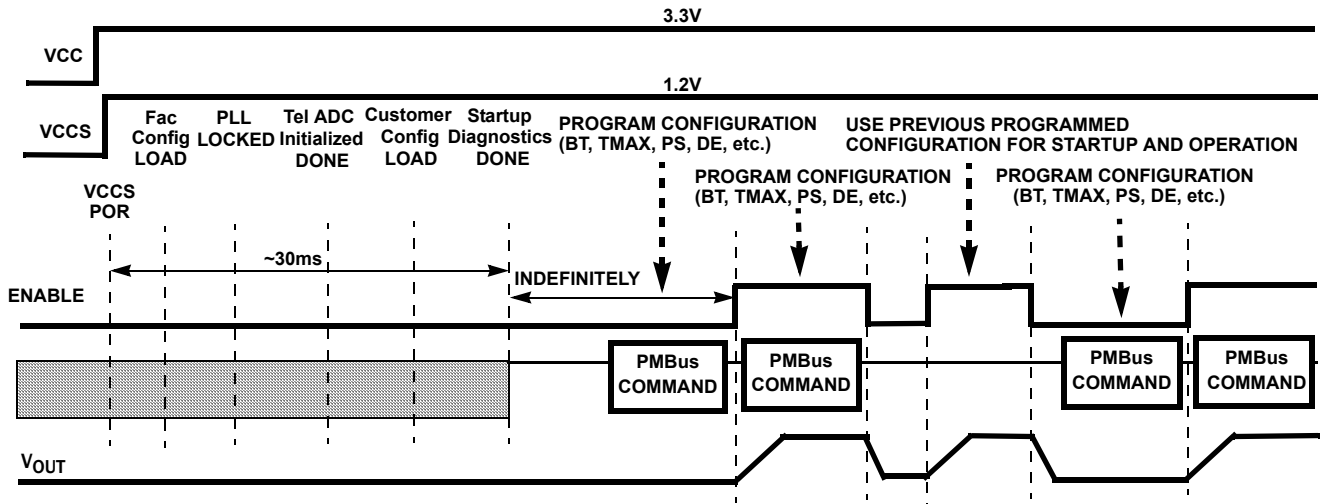 3.3V
VCC
1.2V
VCCS
Fac
Config
LOAD
PLL
LOCKED
Tel ADC
Initialized
DONE
Customer
Config
LOAD
Startup
Diagnostics
DONE
PROGRAM CONFIGURATION
(BT, TMAX, PS, DE, etc.)
USE PREVIOUS PROGRAMMED
CONFIGURATION FOR STARTUP AND OPERATION
PROGRAM CONFIGURATION
(BT, TMAX, PS, DE, etc.)
PROGRAM CONFIGURATION
(BT, TMAX, PS, DE, etc.)
VCCS
POR
~30ms
INDEFINITELY
ENABLE
PMBus
COMMAND
PMBus
COMMAND
PMBus
COMMAND
PMBus
COMMAND
VOUT